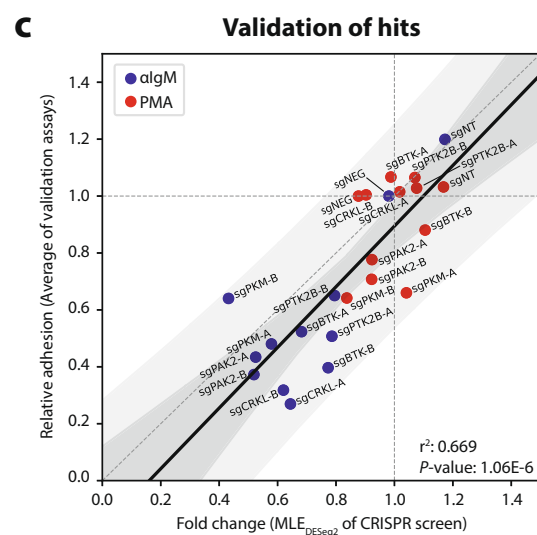 C
Validation of hits
αIgM
PMA
Relative adhesion (Average of validation assays)
1.4
1.2
1.0
0.8
0.6
0.4
0.2
0.0
sgNT
sgBTK-A
sgPTK2B-B
sgPTK2B-A
sgNEG
sgNT
sgNEG
sgCRKL-B
sgCRKL-A
sgBTK-B
sgPAK2-A
sgPAK2-B
sgPKM-B
sgPTK2B-B
sgPKM-B
sgPKM-A
sgBTK-A
sgPTK2B-A
sgPKM-A
sgPAK2-A
sgBTK-B
sgPAK2-B
sgCRKL-B
sgCRKL-A
r²: 0.669
P-value: 1.06E-6
0.0 0.2 0.4 0.6 0.8 1.0 1.2 1.4
Fold change (MLE_DESeq2 of CRISPR screen)